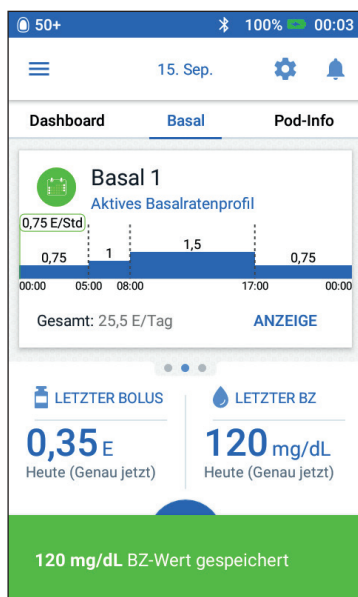 50+ 100% 00:03
15. Sep.
Dashboard Basal Pod-Info
Basal 1
Aktives Basalratenprofil
0,75 E/Std
0,75 1 1,5 0,75
00:00 05:00 08:00 17:00 00:00
Gesamt: 25,5 E/Tag ANZEIGE
LETZTER BOLUS LETZTER BZ
0,35 E 120 mg/dL
Heute (Genau jetzt) Heute (Genau jetzt)
120 mg/dL BZ-Wert gespeichert